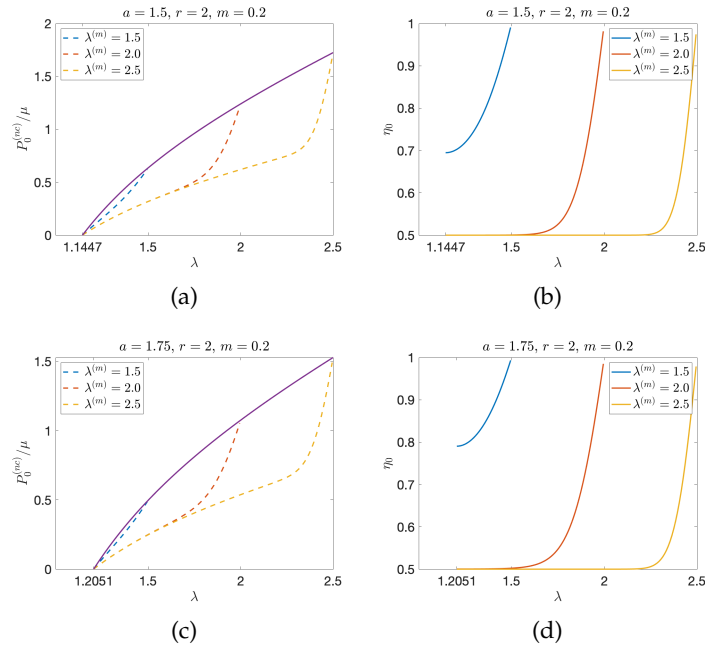 a = 1.5, r = 2, m = 0.2
2
1.5
1
0.5
0
P₀⁽ⁿᶜ⁾/μ
λ⁽ᵐ⁾ = 1.5
λ⁽ᵐ⁾ = 2.0
λ⁽ᵐ⁾ = 2.5
1.1447 1.5 2 2.5
λ
(a)
a = 1.5, r = 2, m = 0.2
1
0.9
0.8
0.7
0.6
0.5
η₀
λ⁽ᵐ⁾ = 1.5
λ⁽ᵐ⁾ = 2.0
λ⁽ᵐ⁾ = 2.5
1.1447 1.5 2 2.5
λ
(b)
a = 1.75, r = 2, m = 0.2
1.5
1
0.5
0
P₀⁽ⁿᶜ⁾/μ
λ⁽ᵐ⁾ = 1.5
λ⁽ᵐ⁾ = 2.0
λ⁽ᵐ⁾ = 2.5
1.2051 1.5 2 2.5
λ
(c)
a = 1.75, r = 2, m = 0.2
1
0.9
0.8
0.7
0.6
0.5
η₀
λ⁽ᵐ⁾ = 1.5
λ⁽ᵐ⁾ = 2.0
λ⁽ᵐ⁾ = 2.5
1.2051 1.5 2 2.5
λ
(d)